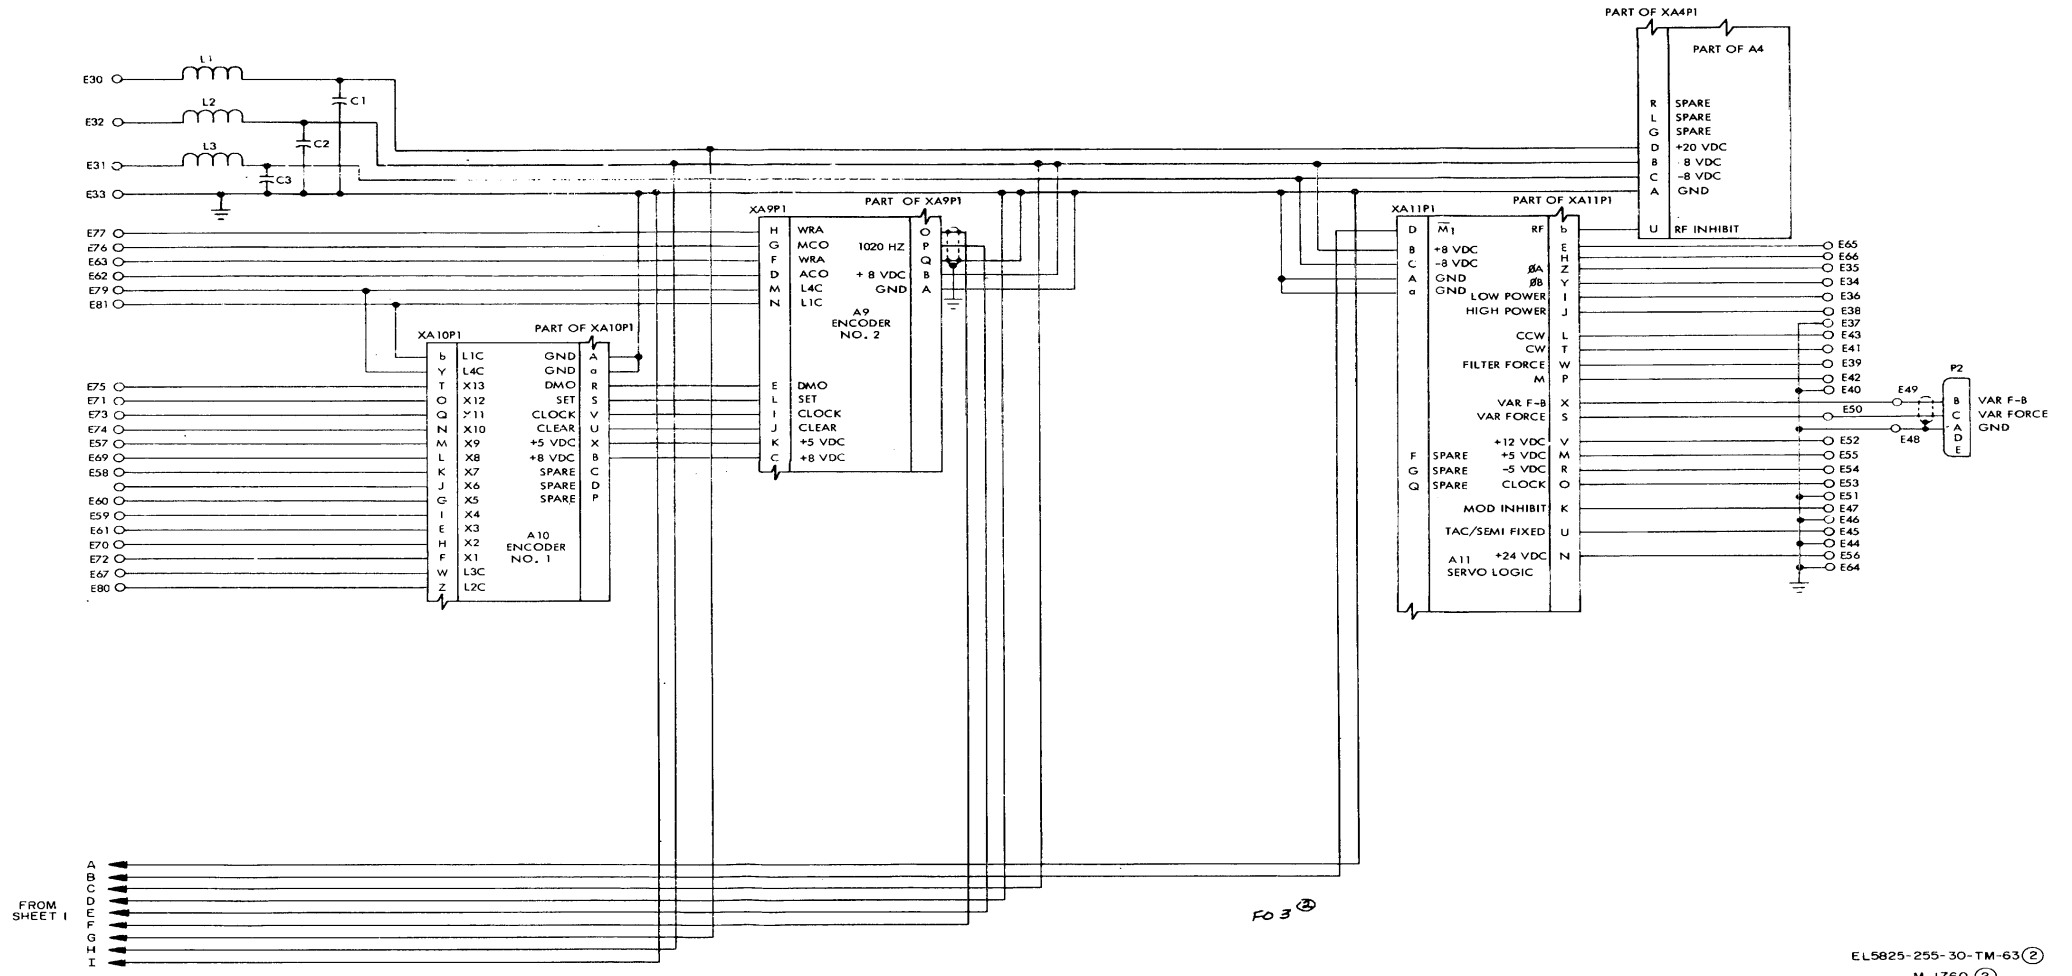 PART OF XA4P1
PART OF A4
R SPARE
L SPARE
G SPARE
D +20 VDC
B 8 VDC
C -8 VDC
A GND
U RF INHIBIT
E30
L1
C1
E32
L2
C2
E31
L3
C3
E33
E77
E76
E63
E62
E79
E81
XA9P1
PART OF XA9P1
H WRA
G MCO
F WRA
D ACO
M L4C
N L1C
1020 HZ
+ 8 VDC
GND
O
P
Q
B
A
A9
ENCODER
NO. 2
E DMO
L SET
I CLOCK
J CLEAR
K +5 VDC
C +8 VDC
XA10P1
PART OF XA10P1
b L1C
Y L4C
T X13
O X12
Q X11
N X10
M X9
L X8
K X7
J X6
G X5
I X4
E X3
H X2
F X1
W L3C
Z L2C
GND A
GND a
DMO R
SET S
CLOCK V
CLEAR U
+5 VDC X
+8 VDC B
SPARE C
SPARE D
SPARE P
A10
ENCODER
NO. 1
E75
E71
E73
E74
E57
E69
E58
E60
E59
E61
E70
E72
E67
E80
XA11P1
PART OF XA11P1
D M̅1
B +8 VDC
C -8 VDC
A GND
a GND
F SPARE
G SPARE
Q SPARE
RF b
E
H
ØA Z
ØB Y
LOW POWER I
HIGH POWER J
CCW L
CW T
FILTER FORCE W
M P
VAR F-B X
VAR FORCE S
+12 VDC V
+5 VDC M
-5 VDC R
CLOCK O
MOD INHIBIT K
TAC/SEMI FIXED U
+24 VDC N
A11
SERVO LOGIC
E65
E66
E35
E34
E36
E38
E37
E43
E41
E39
E42
E40
E49
E50
E48
E52
E55
E54
E53
E51
E47
E46
E45
E44
E56
E64
P2
B VAR F-B
C VAR FORCE
A GND
D
E
FROM
SHEET 1
A
B
C
D
E
F
G
H
I
FO 3 ②
EL5825-255-30-TM-63②
M-1760 ②